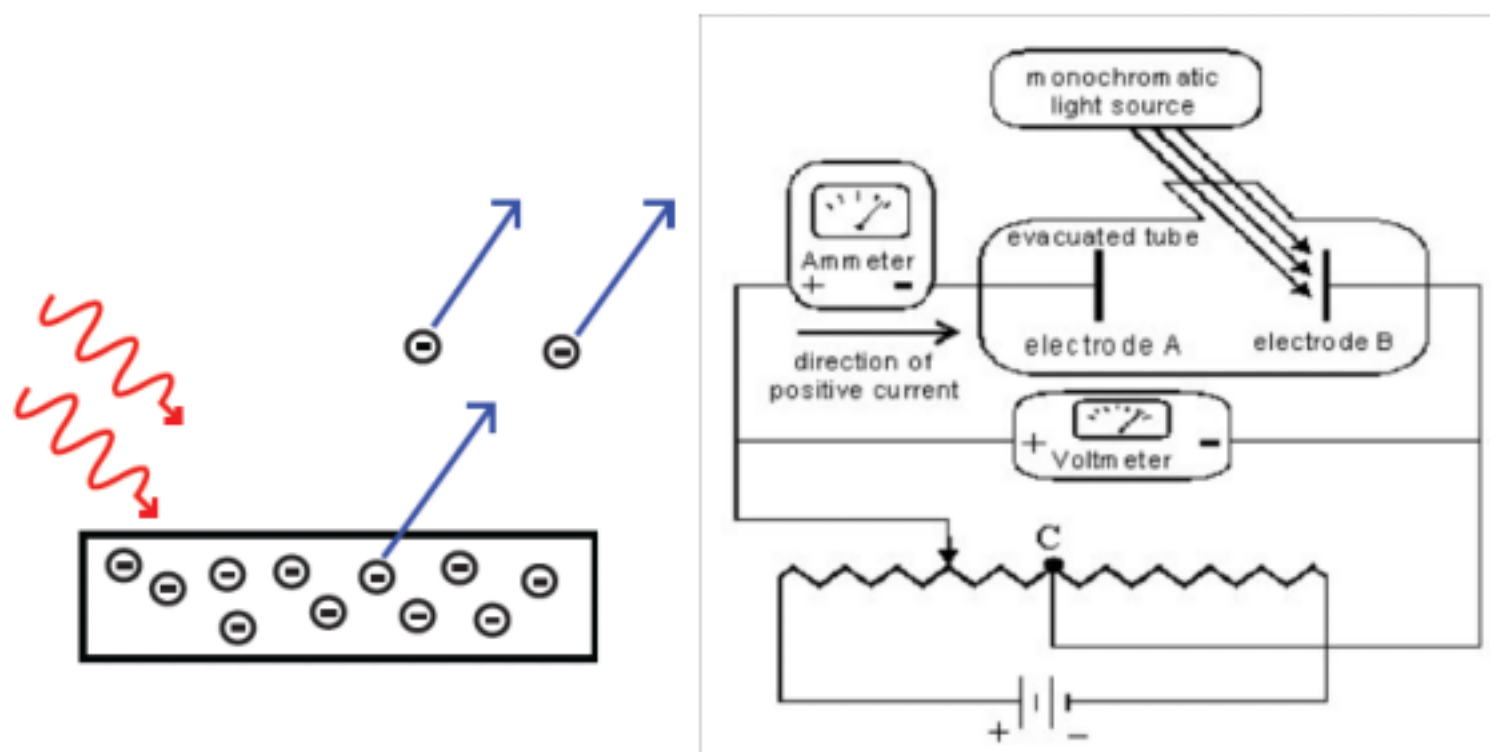 monochromatic
light source
evacuated tube
Ammeter
+ -
electrode A
electrode B
direction of
positive current
+ -
Voltmeter
C
+ -